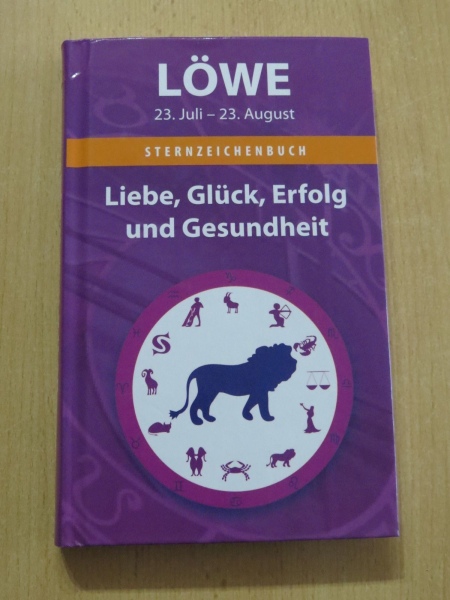 LÖWE
23. Juli – 23. August
STERNZEICHENBUCH
Liebe, Glück, Erfolg
und Gesundheit